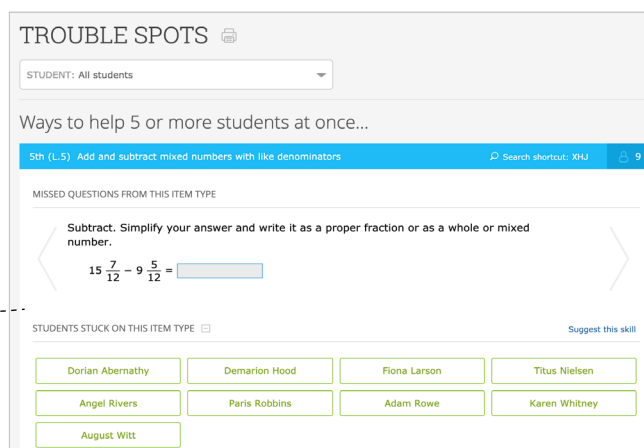 TROUBLE SPOTS
STUDENT: All students
Ways to help 5 or more students at once...
5th (L.5) Add and subtract mixed numbers with like denominators Search shortcut: XHJ 9
MISSED QUESTIONS FROM THIS ITEM TYPE
Subtract. Simplify your answer and write it as a proper fraction or as a whole or mixed
number.
15 7/12 − 9 5/12 =
STUDENTS STUCK ON THIS ITEM TYPE Suggest this skill
Dorian Abernathy Demarion Hood Fiona Larson Titus Nielsen
Angel Rivers Paris Robbins Adam Rowe Karen Whitney
August Witt